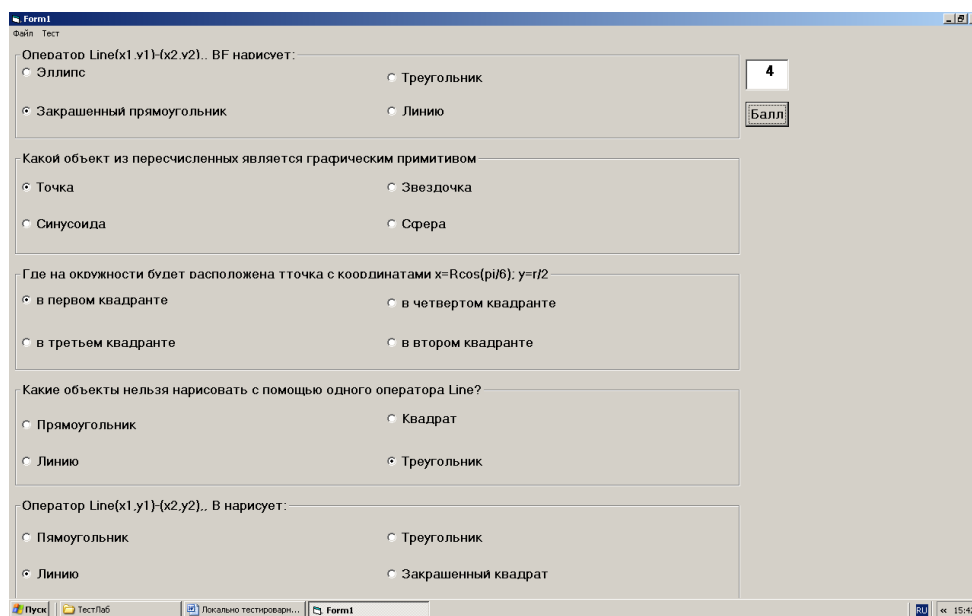 Form1
Файл Тест
Оператор Line(x1,y1)-(x2,y2),, BF нарисует:
Эллипс
Треугольник
Закрашенный прямоугольник
Линию
4
Балл
Какой объект из пересчисленных является графическим примитивом
Точка
Звездочка
Синусоида
Сфера
Где на окружности будет расположена тточка с координатами x=Rcos(pi/6); y=r/2
в первом квадранте
в четвертом квадранте
в третьем квадранте
в втором квадранте
Какие объекты нельзя нарисовать с помощью одного оператора Line?
Прямоугольник
Квадрат
Линию
Треугольник
Оператор Line(x1,y1)-(x2,y2),, B нарисует:
Пямоугольник
Треугольник
Линию
Закрашенный квадрат
Пуск ТестЛаб Локально тестироварн... Form1 RU « 15:42